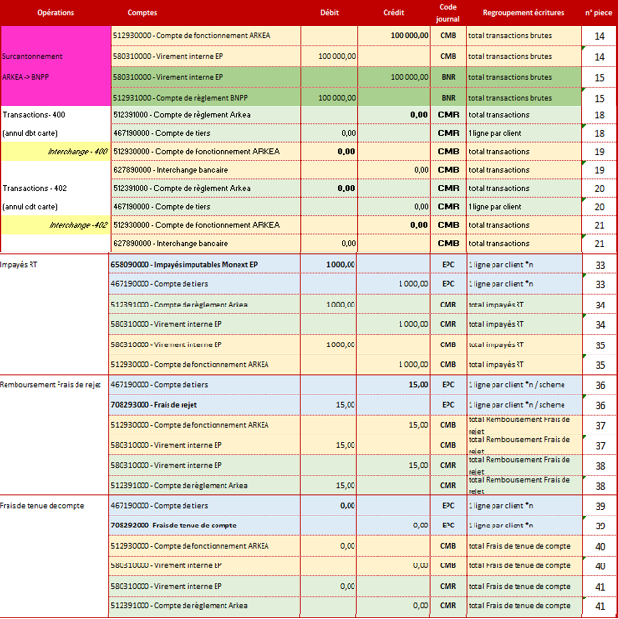 Opérations Comptes Débit Crédit Code journal Regroupement écritures n° piece
512930000 - Compte de fonctionnement ARKEA 100 000,00 CMB total transactions brutes 14
Surcantonnement 580310000 - Virement interne EP 100 000,00 CMB total transactions brutes 14
ARKEA -> BNPP 580310000 - Virement interne EP 100 000,00 BNR total transactions brutes 15
512931000 - Compte de règlement BNPP 100 000,00 BNR total transactions brutes 15
Transactions - 400 512391000 - Compte de règlement Arkea 0,00 CMR total transactions 18
(annul dbt carte) 467190000 - Compte de tiers 0,00 CMR 1 ligne par client 18
Interchange - 400 512930000 - Compte de fonctionnement ARKEA 0,00 CMB total transactions 19
627890000 - Interchange bancaire 0,00 CMB total transactions 19
Transactions - 402 512391000 - Compte de règlement Arkea 0,00 CMR total transactions 20
(annul cdt carte) 467190000 - Compte de tiers 0,00 CMR 1 ligne par client 20
Interchange -402 512930000 - Compte de fonctionnement ARKEA 0,00 CMB total transactions 21
627890000 - Interchange bancaire 0,00 CMB total transactions 21
Impayés RT 658090000 - Impayés imputables Monext EP 1000,00 EPC 1 ligne par client *n 33
467190000 - Compte de tiers 1 000,00 EPC 1 ligne par client *n 33
512391000 - Compte de règlement Arkea 1000,00 CMR total impayés RT 34
580310000 - Virement interne EP 1 000,00 CMR total impayés RT 34
580310000 - Virement interne EP 1000,00 CMB total impayés RT 35
512930000 - Compte de fonctionnement ARKEA 1 000,00 CMB total impayés RT 35
Remboursement Frais de rejet 467190000 - Compte de tiers 15,00 EPC 1 ligne par client *n / scheme 36
708293000 - Frais de rejet 15,00 EPC 1 ligne par client *n / scheme 36
512930000 - Compte de fonctionnement ARKEA 15,00 CMB total Remboursement Frais de rejet 37
580310000 - Virement interne EP 15,00 CMB total Remboursement Frais de rejet 37
580310000 - Virement interne EP 15,00 CMR total Remboursement Frais de rejet 38
512391000 - Compte de règlement Arkea 15,00 CMR total Remboursement Frais de rejet 38
Frais de tenue de compte 467190000 - Compte de tiers 0,00 EPC 1 ligne par client *n 39
708292000 Frais de tenue de compte 0,00 EPC 1 ligne par client *n 39
512930000 - Compte de fonctionnement ARKEA 0,00 CMB total Frais de tenue de compte 40
580310000 - Virement interne EP 0,00 CMB total Frais de tenue de compte 40
580310000 - Virement interne EP 0,00 CMR total Frais de tenue de compte 41
512391000 - Compte de règlement Arkea 0,00 CMR total Frais de tenue de compte 41